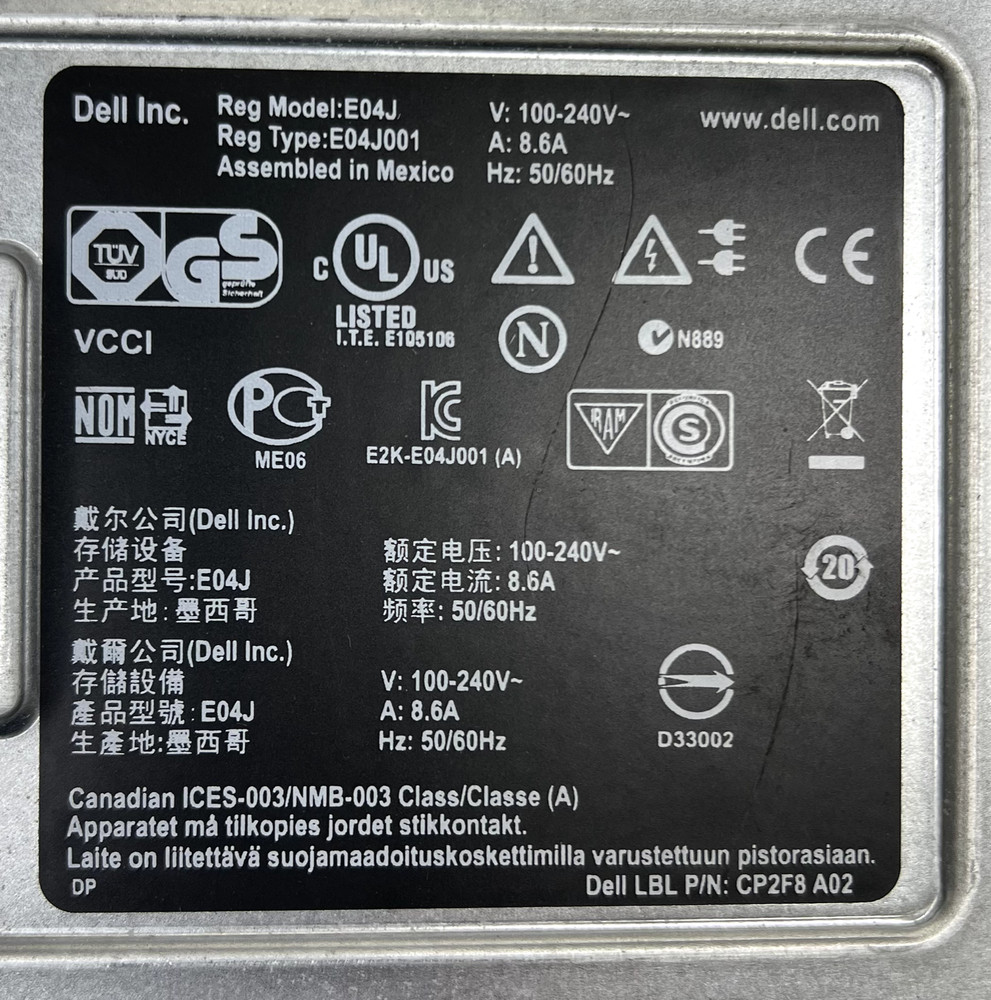 Dell Inc.
Reg Model:E04J
Reg Type:E04J001
Assembled in Mexico
V: 100-240V~
A: 8.6A
Hz: 50/60Hz
www.dell.com
TÜV
SÜD
GS
geprüfte
Sicherheit
C UL US
LISTED
I.T.E. E105106
CE
VCCI
N
N889
NOM
NYCE
PCT
ME06
KC
E2K-E04J001 (A)
IRAM
S
戴尔公司(Dell Inc.)
存储设备
产品型号:E04J
生产地: 墨西哥
额定电压: 100-240V~
额定电流: 8.6A
频率: 50/60Hz
20
戴爾公司(Dell Inc.)
存儲設備
產品型號: E04J
生產地:墨西哥
V: 100-240V~
A: 8.6A
Hz: 50/60Hz
D33002
Canadian ICES-003/NMB-003 Class/Classe (A)
Apparatet må tilkopies jordet stikkontakt.
Laite on liitettävä suojamaadoituskoskettimilla varustettuun pistorasiaan.
DP
Dell LBL P/N: CP2F8 A02